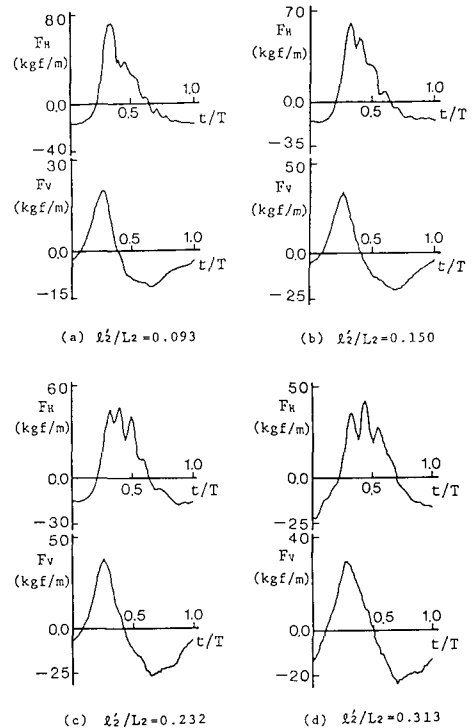 80
FH
(kgf/m)
0.0
-40
0.5
1.0
t/T
30
FV
(kgf/m)
0.0
-15
0.5
1.0
t/T
(a) ℓ'2/L2=0.093
70
FH
(kgf/m)
0.0
-35
0.5
1.0
t/T
50
FV
(kgf/m)
0.0
-25
0.5
1.0
t/T
(b) ℓ'2/L2=0.150
60
FH
(kgf/m)
0.0
-30
0.5
1.0
t/T
50
FV
(kgf/m)
0.0
-25
0.5
1.0
t/T
(c) ℓ'2/L2=0.232
50
FH
(kgf/m)
0.0
-25
0.5
1.0
t/T
40
FV
(kgf/m)
0.0
-20
0.5
1.0
t/T
(d) ℓ'2/L2=0.313